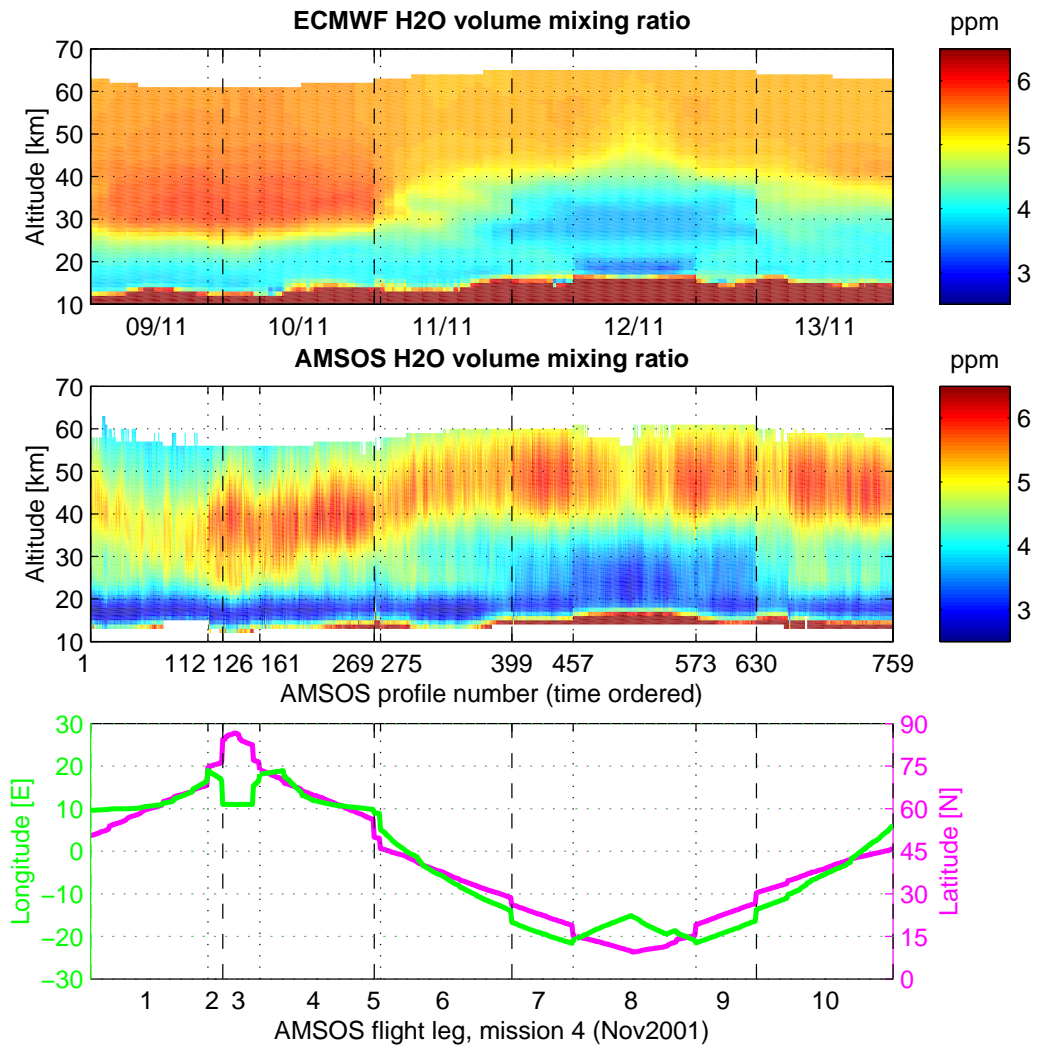 ECMWF H2O volume mixing ratio
ppm
70
60
50
40
30
20
10
Altitude [km]
6
5
4
3
09/11 10/11 11/11 12/11 13/11
AMSOS H2O volume mixing ratio
ppm
70
60
50
40
30
20
10
Altitude [km]
6
5
4
3
1 112 126 161 269 275 399 457 573 630 759
AMSOS profile number (time ordered)
30
20
10
0
−10
−20
−30
Longitude [E]
90
75
60
45
30
15
0
Latitude [N]
1 2 3 4 5 6 7 8 9 10
AMSOS flight leg, mission 4 (Nov2001)